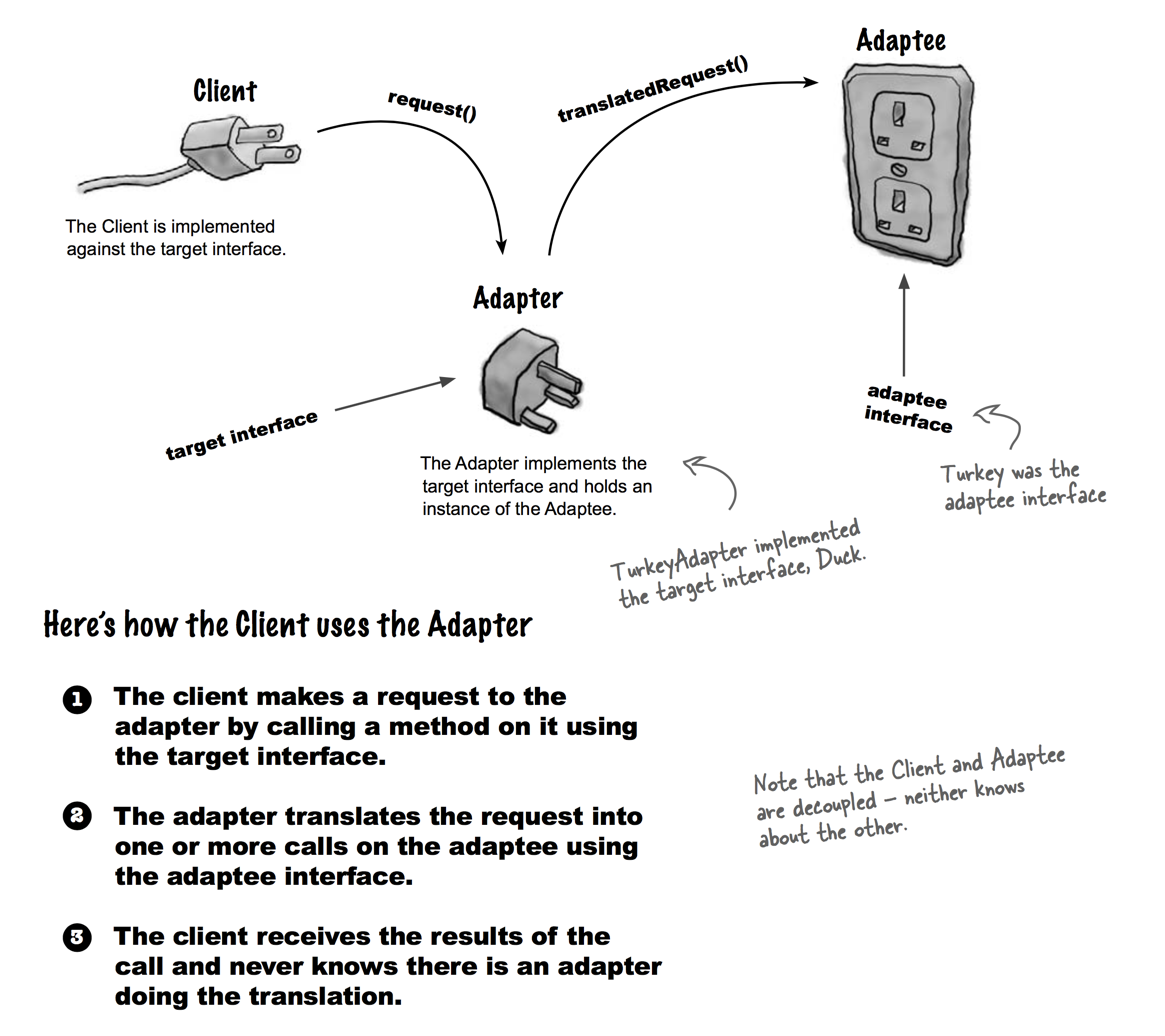 Adaptee
Client
request()
translatedRequest()
The Client is implemented
against the target interface.
Adapter
target interface
adaptee
interface
The Adapter implements the
target interface and holds an
instance of the Adaptee.
Turkey was the
adaptee interface
TurkeyAdapter implemented
the target interface, Duck.
Here's how the Client uses the Adapter
1 The client makes a request to the
adapter by calling a method on it using
the target interface.
2 The adapter translates the request into
one or more calls on the adaptee using
the adaptee interface.
Note that the Client and Adaptee
are decoupled – neither knows
about the other.
3 The client receives the results of the
call and never knows there is an adapter
doing the translation.